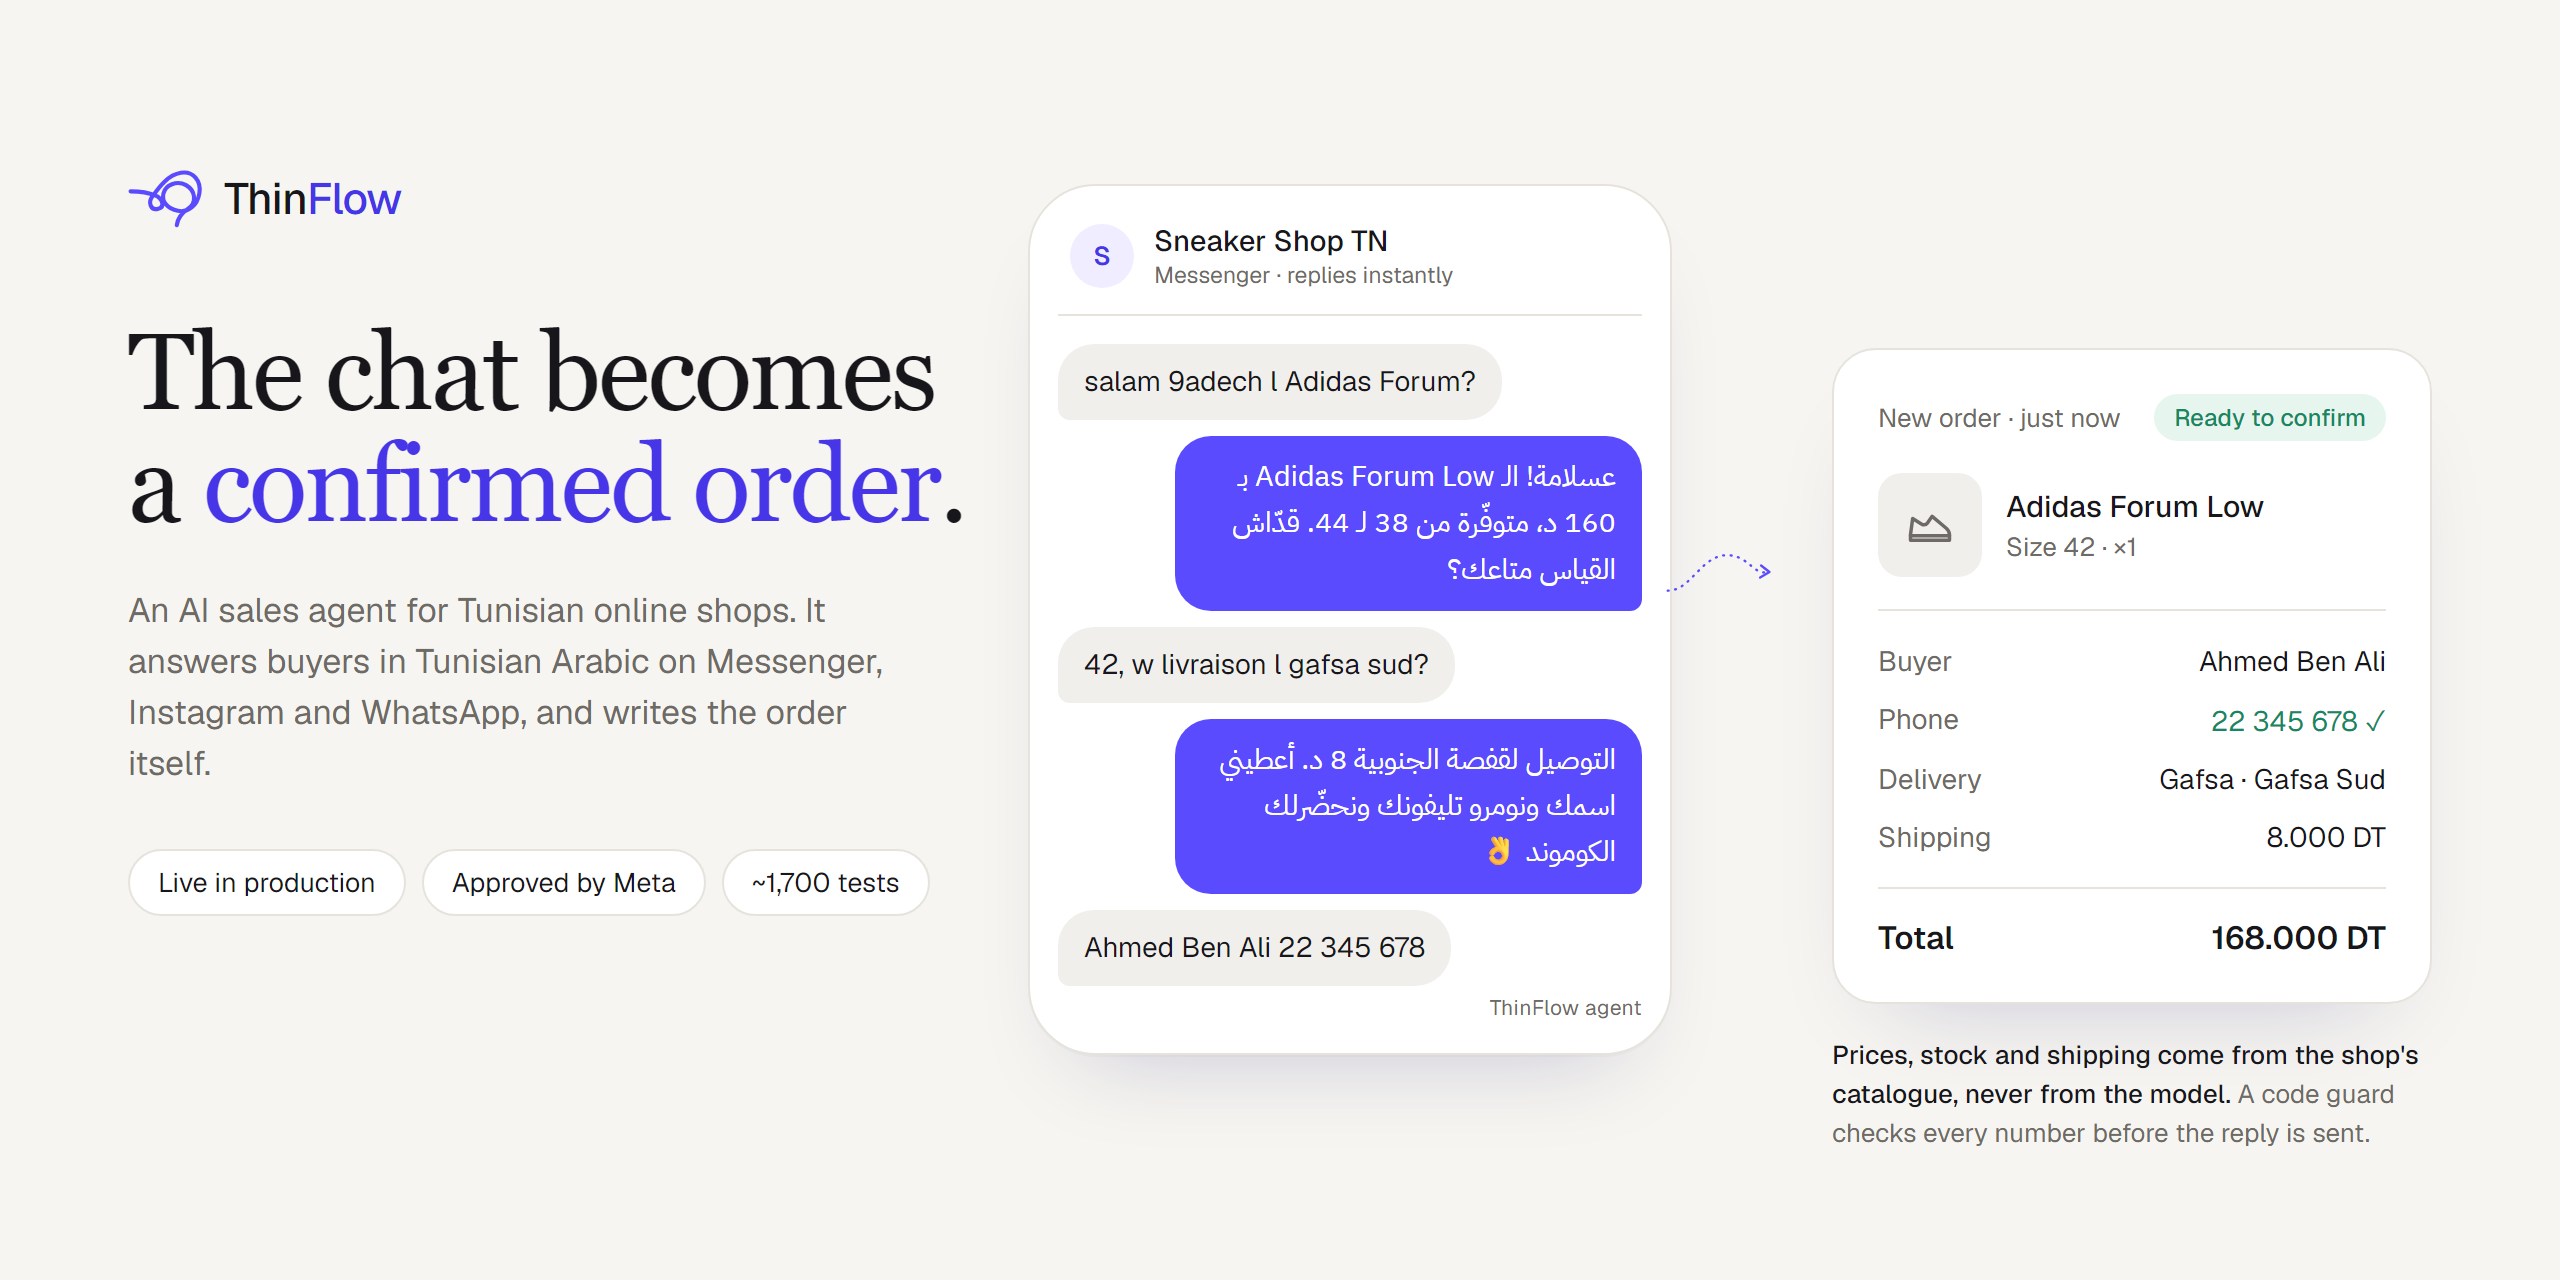 ThinFlow
The chat becomes
a confirmed order.
An AI sales agent for Tunisian online shops. It
answers buyers in Tunisian Arabic on Messenger,
Instagram and WhatsApp, and writes the order
itself.
Live in production
Approved by Meta
~1,700 tests
S
Sneaker Shop TN
Messenger · replies instantly
salam 9adech l Adidas Forum?
عسلامة! الـ Adidas Forum Low بـ
160 د، متوفّرة من 38 لـ 44. قدّاش
القياس متاعك؟
42, w livraison l gafsa sud?
التوصيل لقفصة الجنوبية 8 د. أعطيني
اسمك ونومرو تليفونك ونحضّرلك
الكوموند 👌
Ahmed Ben Ali 22 345 678
ThinFlow agent
New order · just now
Ready to confirm
Adidas Forum Low
Size 42 · ×1
Buyer Ahmed Ben Ali
Phone 22 345 678 ✓
Delivery Gafsa · Gafsa Sud
Shipping 8.000 DT
Total 168.000 DT
Prices, stock and shipping come from the shop's
catalogue, never from the model. A code guard
checks every number before the reply is sent.